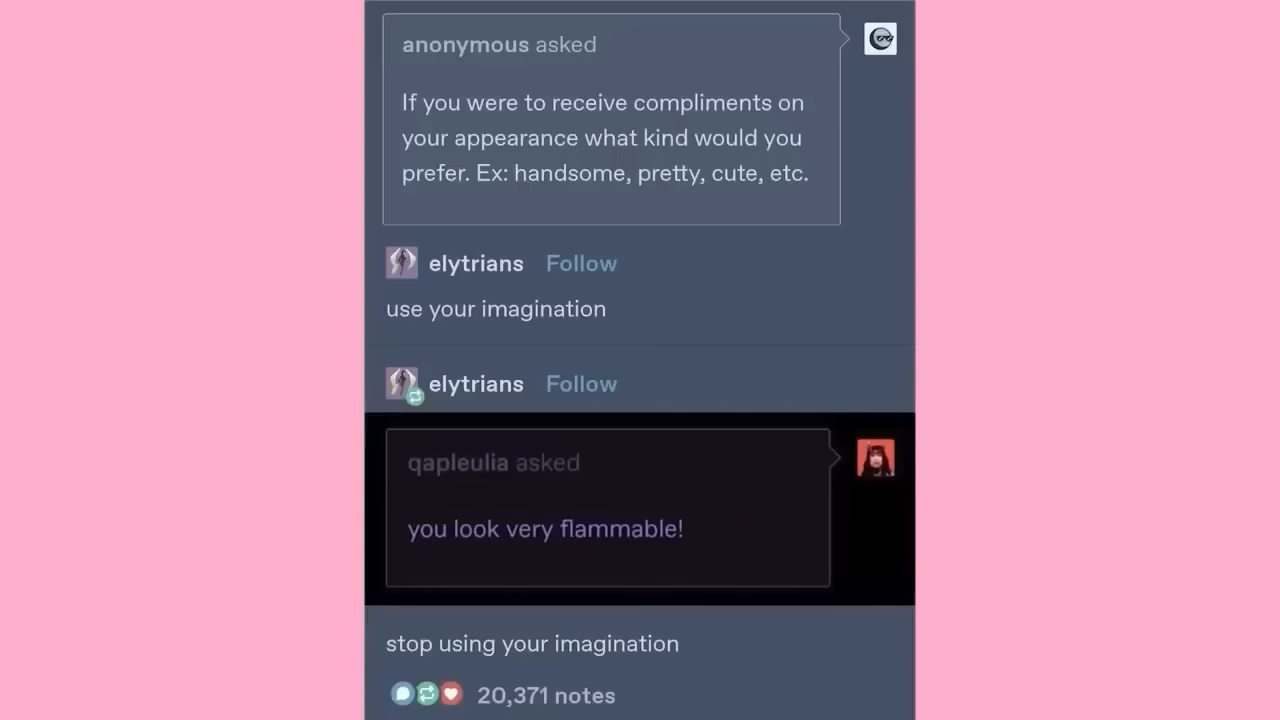 anonymous asked
If you were to receive compliments on
your appearance what kind would you
prefer. Ex: handsome, pretty, cute, etc.
elytrians Follow
use your imagination
elytrians Follow
qapleulia asked
you look very flammable!
stop using your imagination
20,371 notes